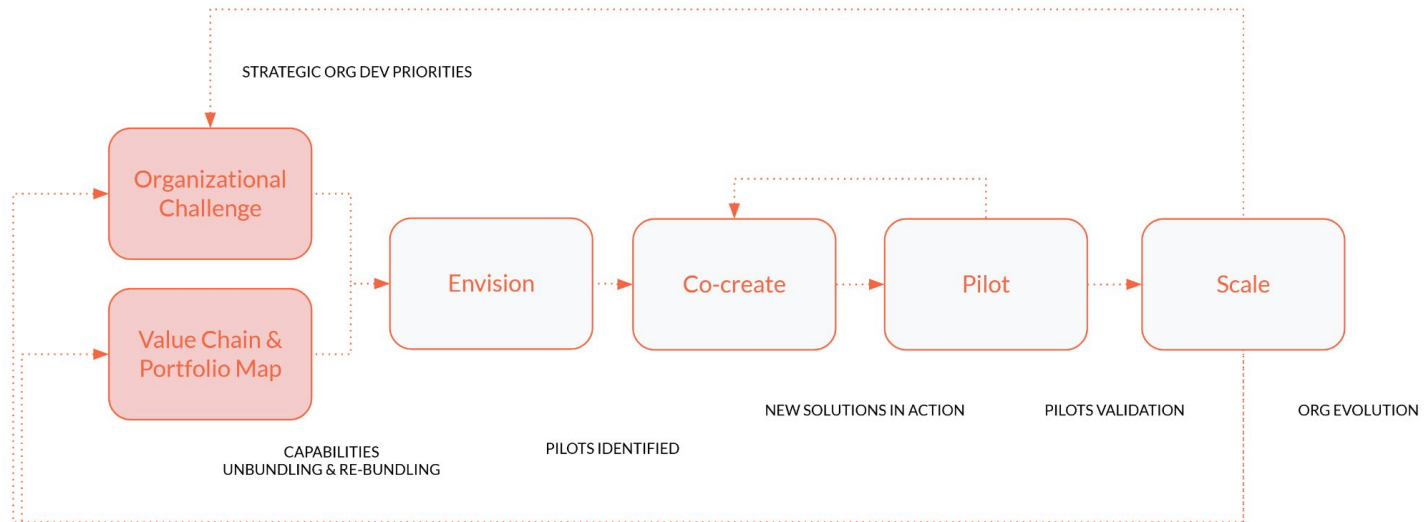 STRATEGIC ORG DEV PRIORITIES
Organizational
Challenge
Value Chain &
Portfolio Map
Envision
Co-create
Pilot
Scale
CAPABILITIES
UNBUNDLING & RE-BUNDLING
PILOTS IDENTIFIED
NEW SOLUTIONS IN ACTION
PILOTS VALIDATION
ORG EVOLUTION